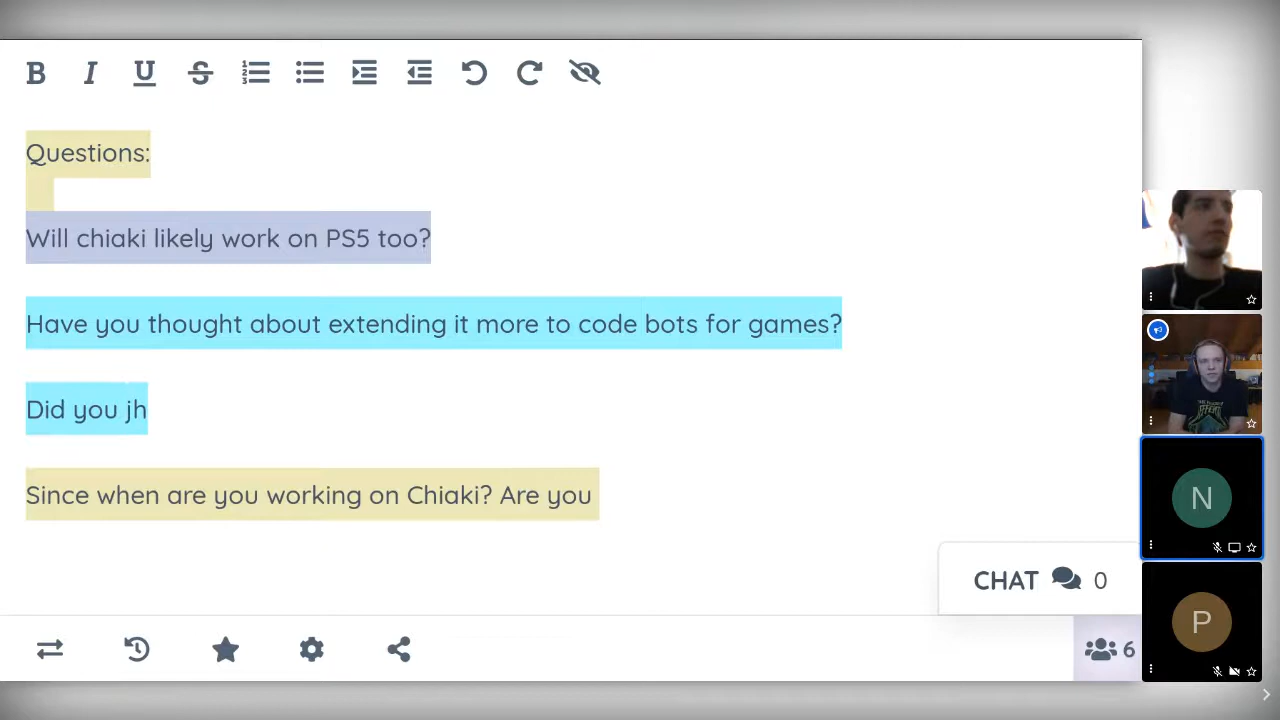 Questions:
Will chiaki likely work on PS5 too?
Have you thought about extending it more to code bots for games?
Did you jh
Since when are you working on Chiaki? Are you
CHAT 0
6
N
P